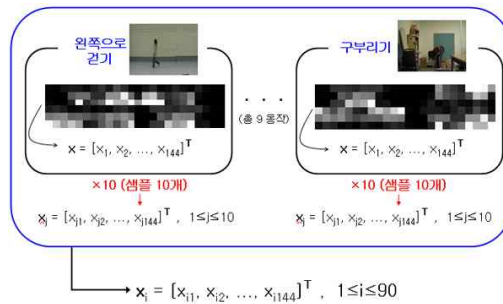 왼쪽으로
걷기
구부리기
. . .
(총 9 동작)
x = [x₁, x₂, ..., x₁₄₄]ᵀ
x = [x₁, x₂, ..., x₁₄₄]ᵀ
×10 (샘플 10개)
×10 (샘플 10개)
xⱼ = [xⱼ₁, xⱼ₂, ..., xⱼ₁₄₄]ᵀ , 1≤j≤10
xⱼ = [xⱼ₁, xⱼ₂, ..., xⱼ₁₄₄]ᵀ , 1≤j≤10
xᵢ = [xᵢ₁, xᵢ₂, ..., xᵢ₁₄₄]ᵀ , 1≤i≤90